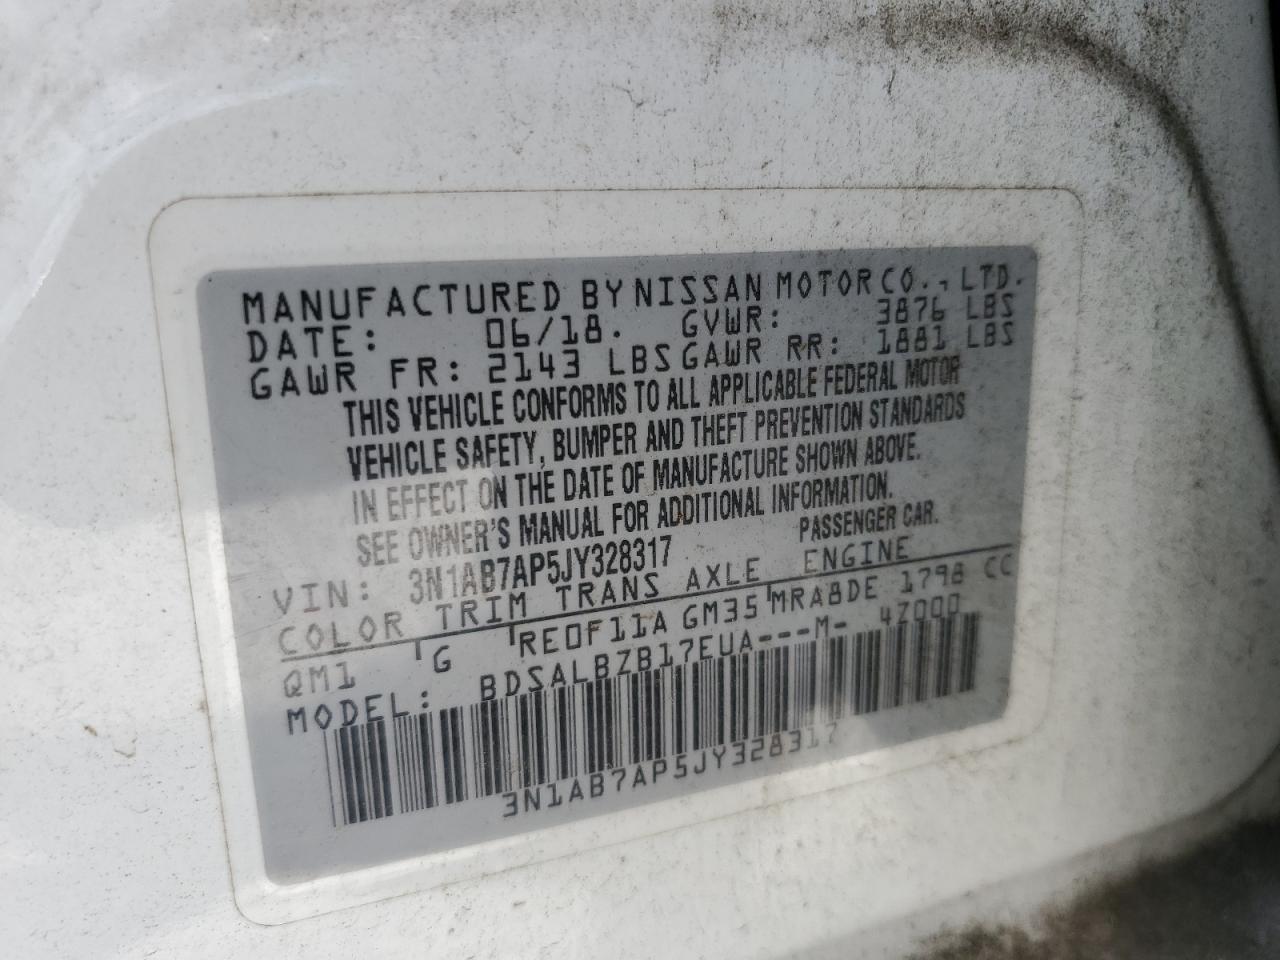 MANUFACTURED BY NISSAN MOTOR CO., LTD.
DATE: 06/18. GVWR: 3876 LBS
GAWR FR: 2143 LBS GAWR RR: 1881 LBS
THIS VEHICLE CONFORMS TO ALL APPLICABLE FEDERAL MOTOR
VEHICLE SAFETY, BUMPER AND THEFT PREVENTION STANDARDS
IN EFFECT ON THE DATE OF MANUFACTURE SHOWN ABOVE.
SEE OWNER'S MANUAL FOR ADDITIONAL INFORMATION.
VIN: 3N1AB7AP5JY328317 PASSENGER CAR.
COLOR TRIM TRANS AXLE ENGINE
QM1 G RE0F11A GM35 MRA8DE 1798 CC
MODEL: BDSALBZB17EUA---M- 4Z000
3N1AB7AP5JY328317